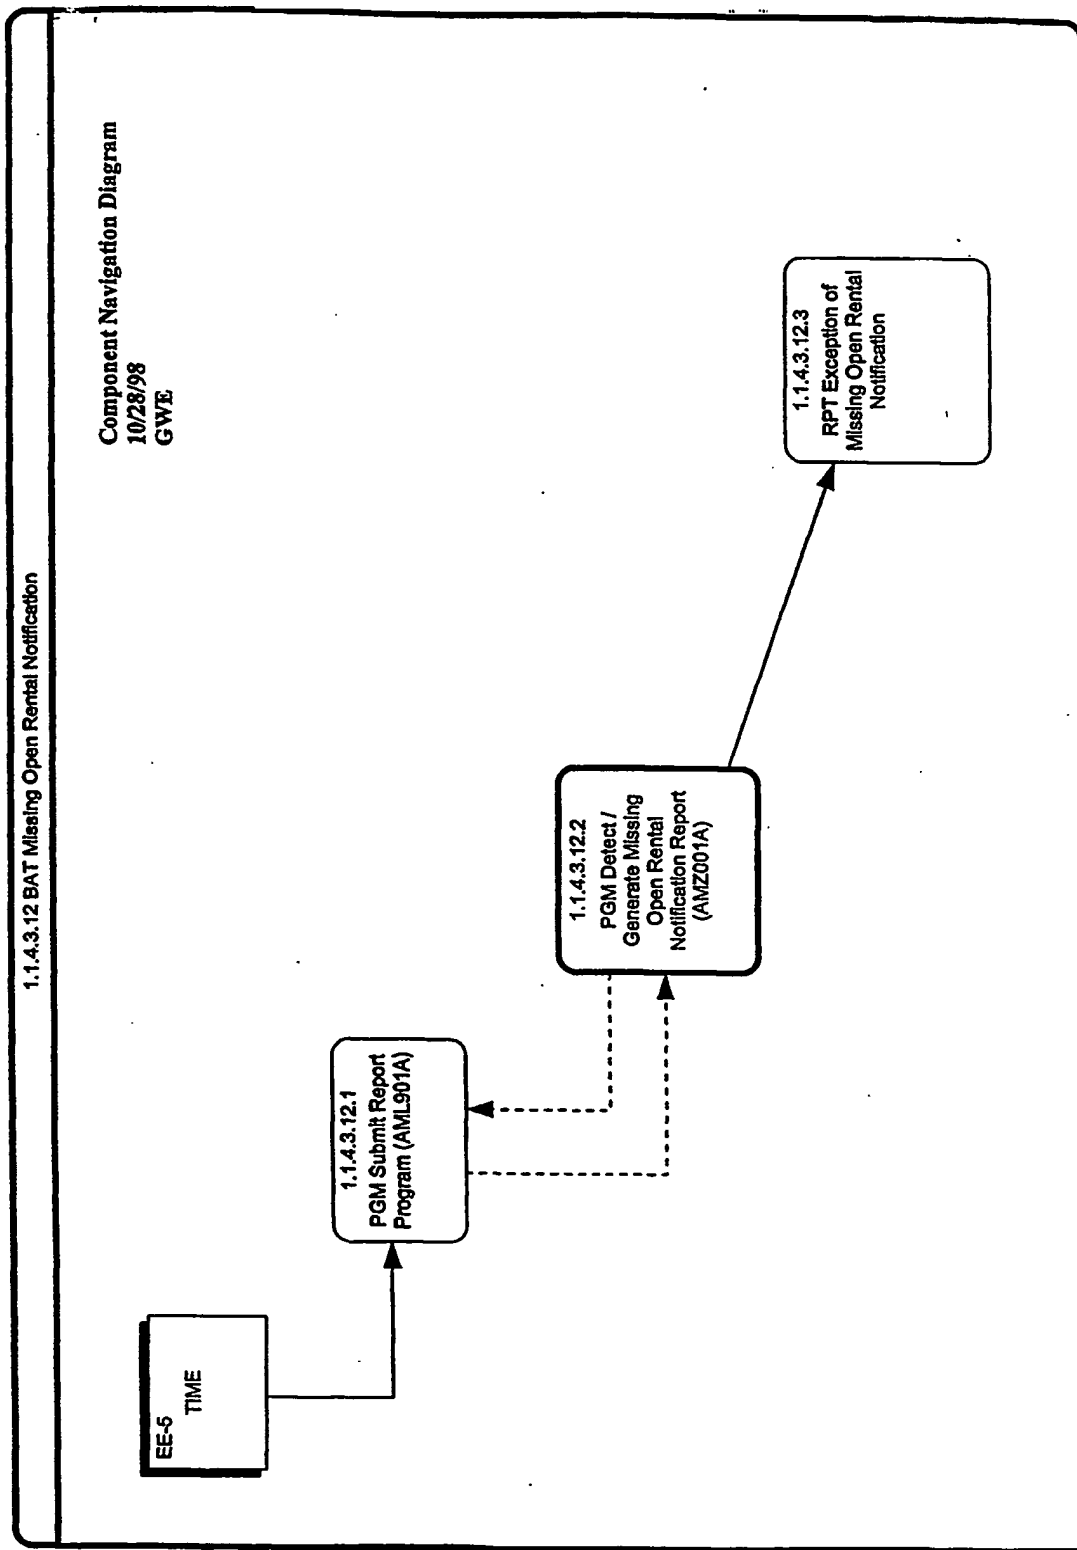 1.1.4.3.12 BAT Missing Open Rental Notification
Component Navigation Diagram
10/28/98
GWE
EE-5
TIME
1.1.4.3.12.1
PGM Submit Report
Program (AML901A)
1.1.4.3.12.2
PGM Detect /
Generate Missing
Open Rental
Notification Report
(AMZ001A)
1.1.4.3.12.3
RPT Exception of
Missing Open Rental
Notification